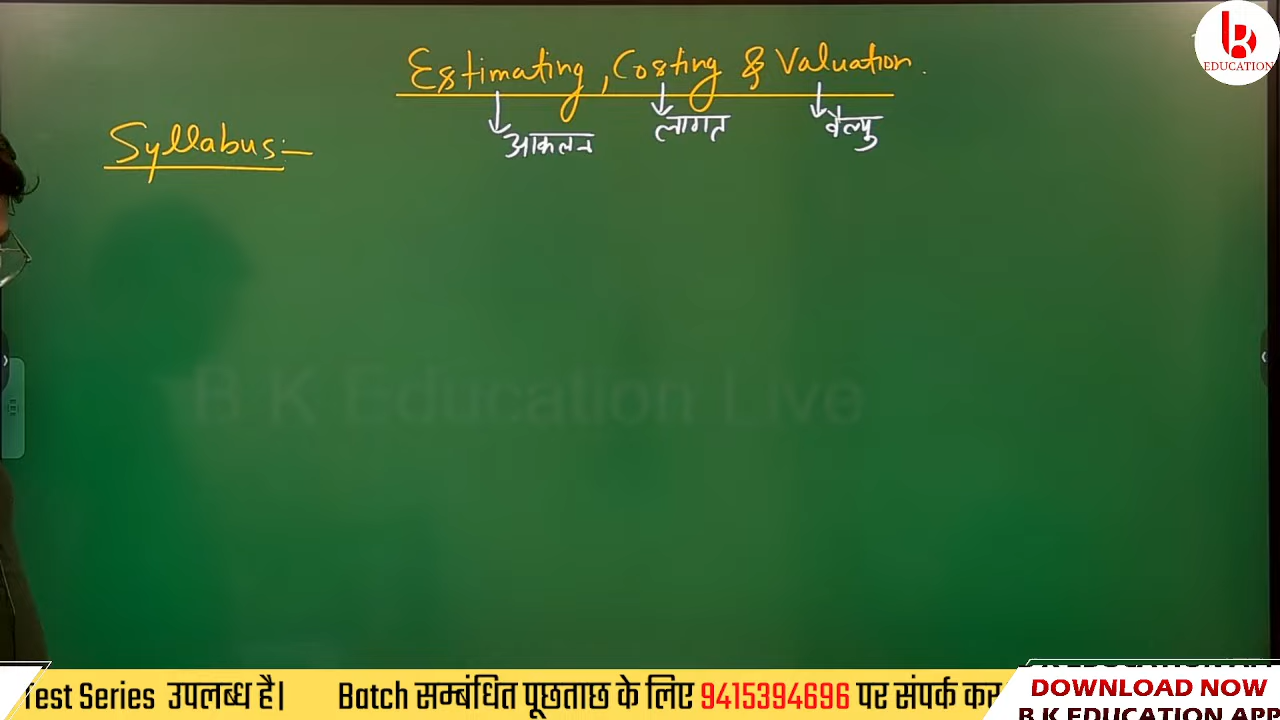 Estimating, Costing & Valuation.
आकलन लागत वैल्यु
Syllabus:-
B K Education Live
EDUCATION
Test Series उपलब्ध है। Batch सम्बंधित पूछताछ के लिए 9415394696 पर संपर्क कर
DOWNLOAD NOW
B K EDUCATION APP